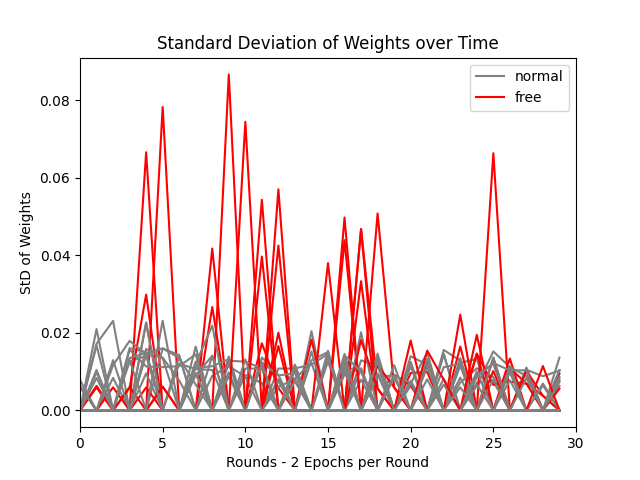 Standard Deviation of Weights over Time
normal
free
0.08
0.06
0.04
0.02
0.00
StD of Weights
0
5
10
15
20
25
30
Rounds - 2 Epochs per Round